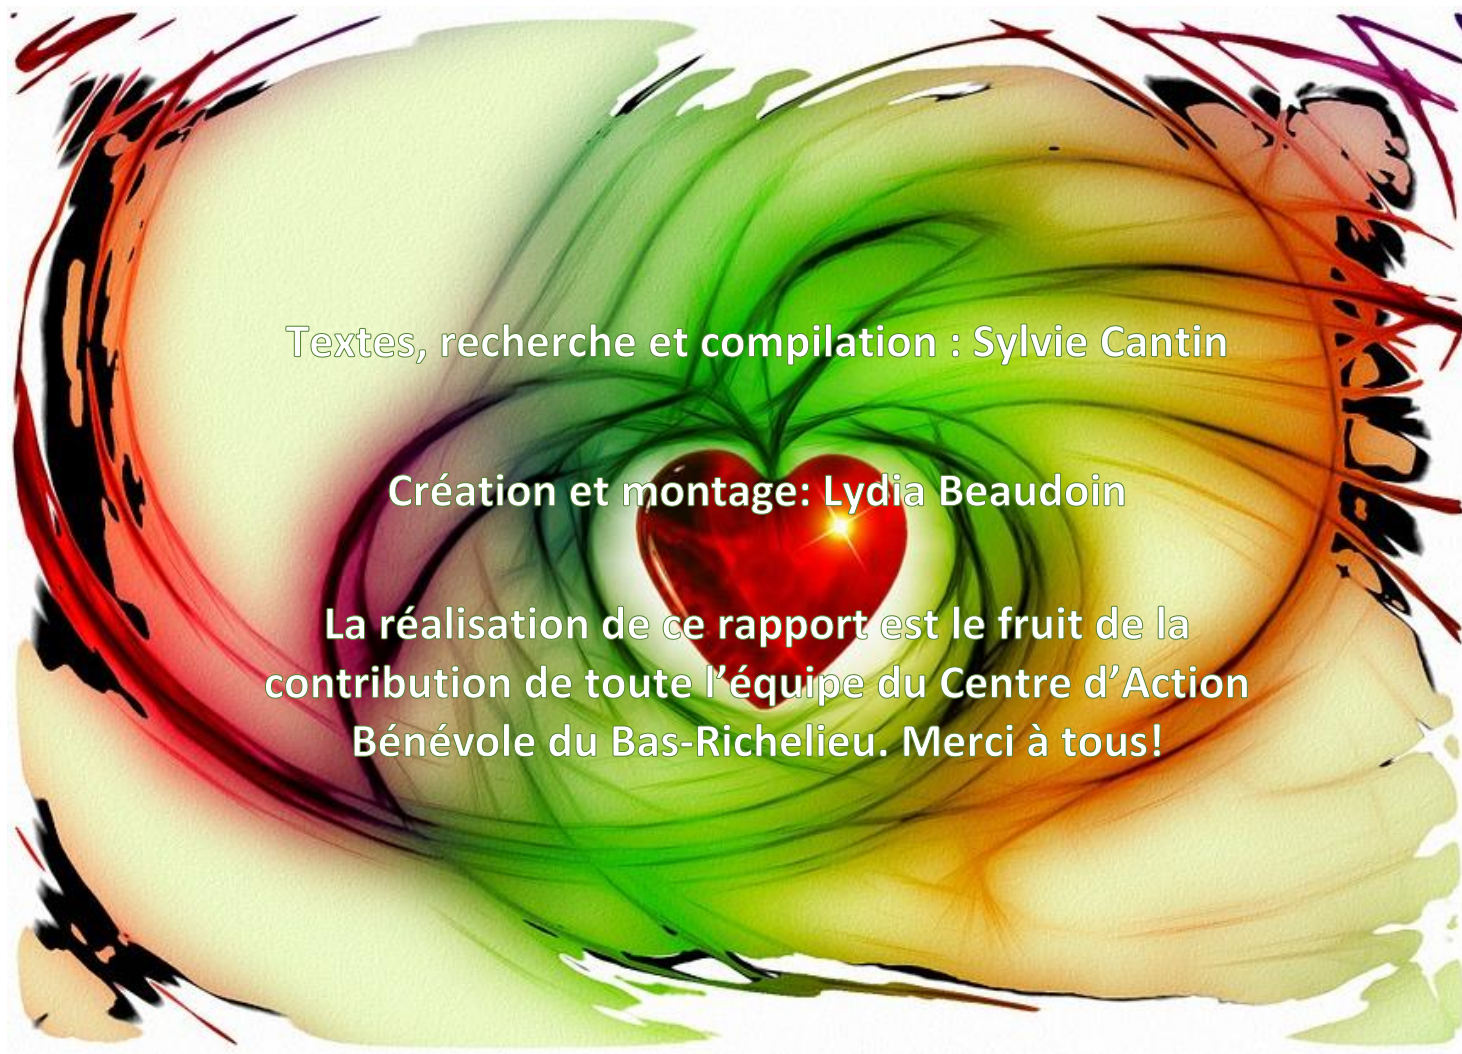 Textes, recherche et compilation : Sylvie Cantin
Création et montage: Lydia Beaudoin
La réalisation de ce rapport est le fruit de la
contribution de toute l’équipe du Centre d’Action
Bénévole du Bas-Richelieu. Merci à tous!